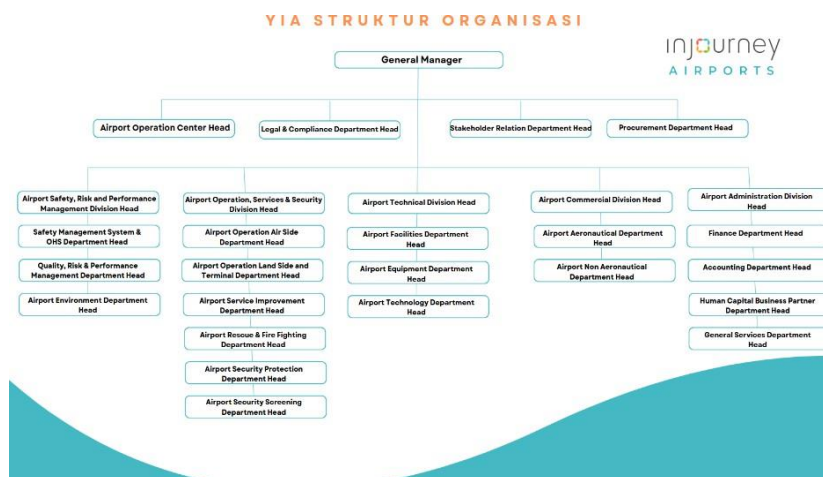 YIA STRUKTUR ORGANISASI
injourney
AIRPORTS
General Manager
Airport Operation Center Head
Legal & Compliance Department Head
Stakeholder Relation Department Head
Procurement Department Head
Airport Safety, Risk and Performance
Management Division Head
Safety Management System &
OHS Department Head
Quality, Risk & Performance
Management Department Head
Airport Environment Department
Head
Airport Operation, Services & Security
Division Head
Airport Operation Air Side
Department Head
Airport Operation Land Side and
Terminal Department Head
Airport Service Improvement
Department Head
Airport Rescue & Fire Fighting
Department Head
Airport Security Protection
Department Head
Airport Security Screening
Department Head
Airport Technical Division Head
Airport Facilities Department
Head
Airport Equipment Department
Head
Airport Technology Department
Head
Airport Commercial Division Head
Airport Aeronautical Department
Head
Airport Non Aeronautical
Department Head
Airport Administration Division
Head
Finance Department Head
Accounting Department Head
Human Capital Business Partner
Department Head
General Services Department
Head